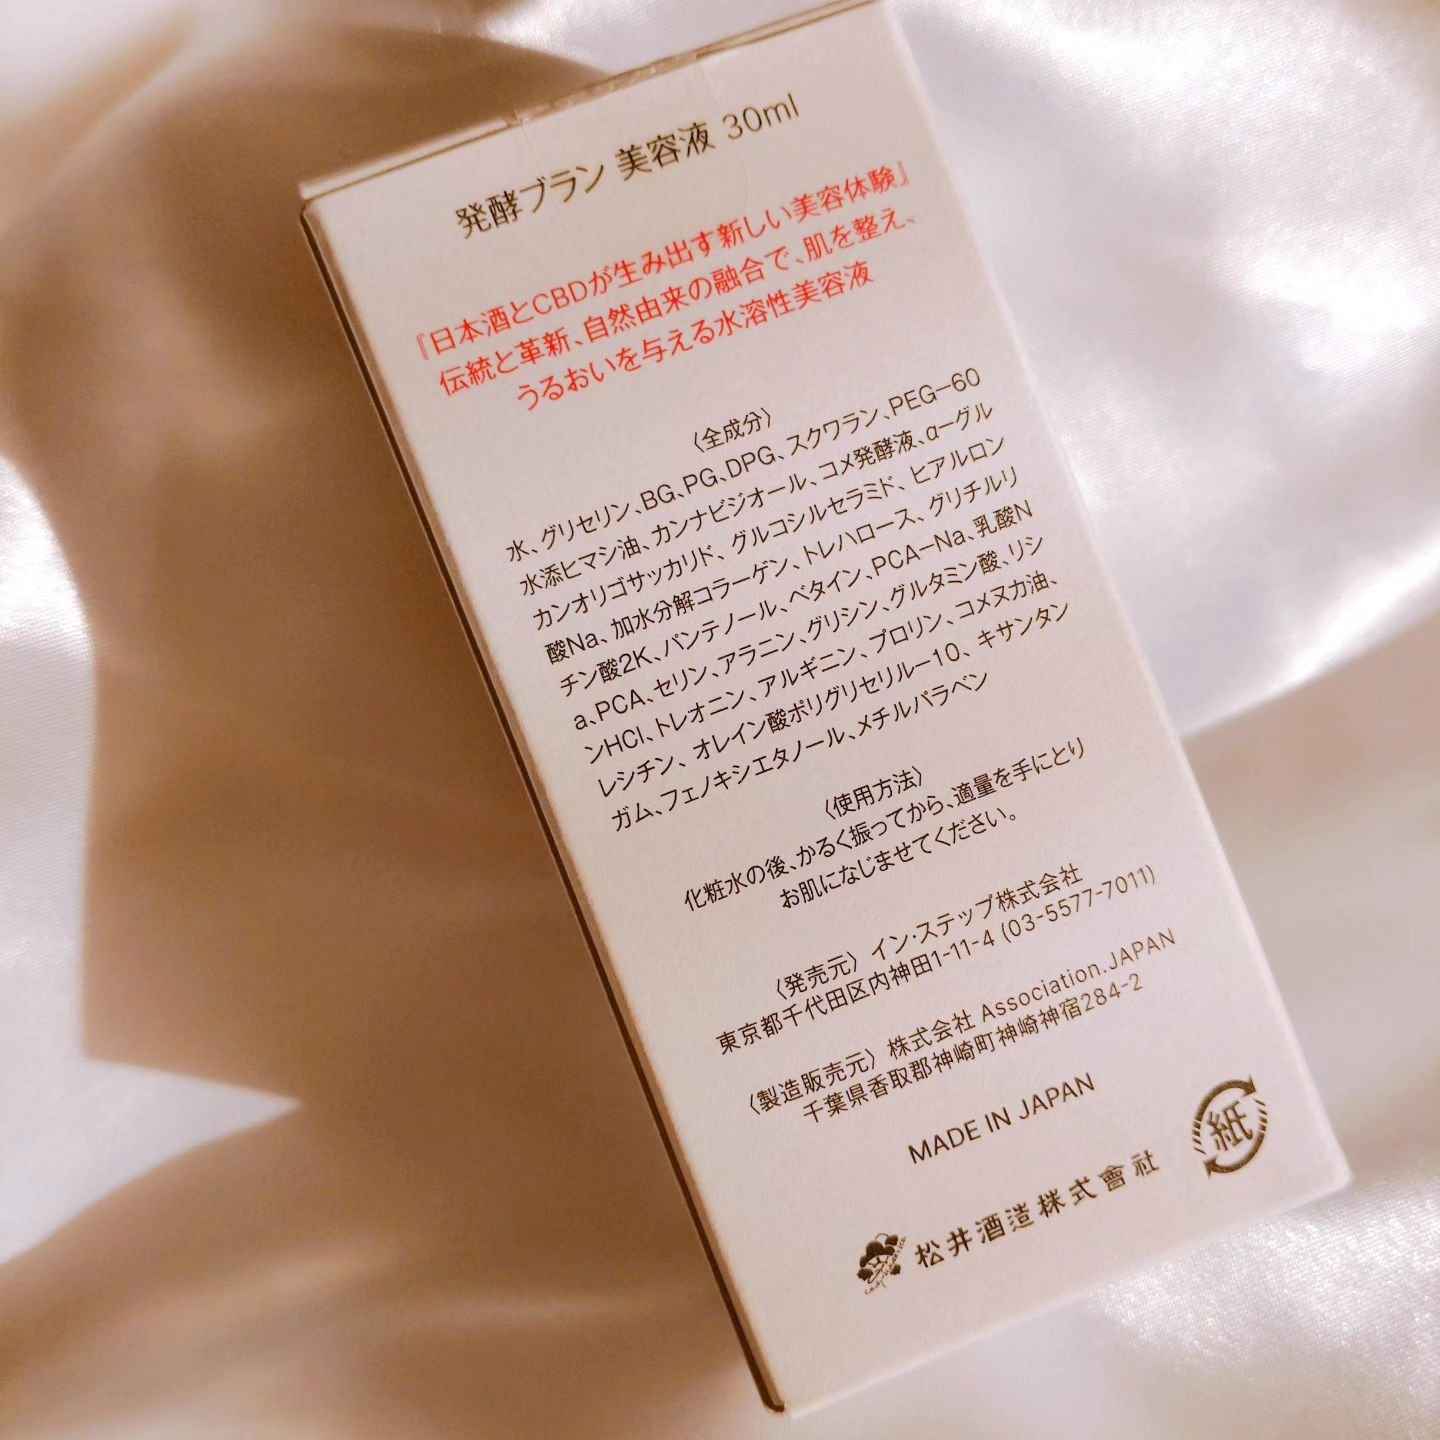 発酵ブラン 美容液 30ml
『日本酒とCBDが生み出す新しい美容体験』
伝統と革新、自然由来の融合で、肌を整え、
うるおいを与える水溶性美容液
〈全成分〉
水、グリセリン、BG、PG、DPG、スクワラン、PEG−60
水添ヒマシ油、カンナビジオール、コメ発酵液、α−グル
カンオリゴサッカリド、グルコシルセラミド、ヒアルロン
酸Na、加水分解コラーゲン、トレハロース、グリチルリ
チン酸2K、パンテノール、ベタイン、PCA−Na、乳酸N
a、PCA、セリン、アラニン、グリシン、グルタミン酸、リシ
ンHCl、トレオニン、アルギニン、プロリン、コメヌカ油、
レシチン、オレイン酸ポリグリセリル−10、キサンタン
ガム、フェノキシエタノール、メチルパラベン
〈使用方法〉
化粧水の後、かるく振ってから、適量を手にとり
お肌になじませてください。
〈発売元〉イン・ステップ株式会社
東京都千代田区内神田1-11-4 (03-5577-7011)
〈製造販売元〉株式会社 Association.JAPAN
千葉県香取郡神崎町神崎神宿284-2
MADE IN JAPAN
紙
松井酒造株式會社